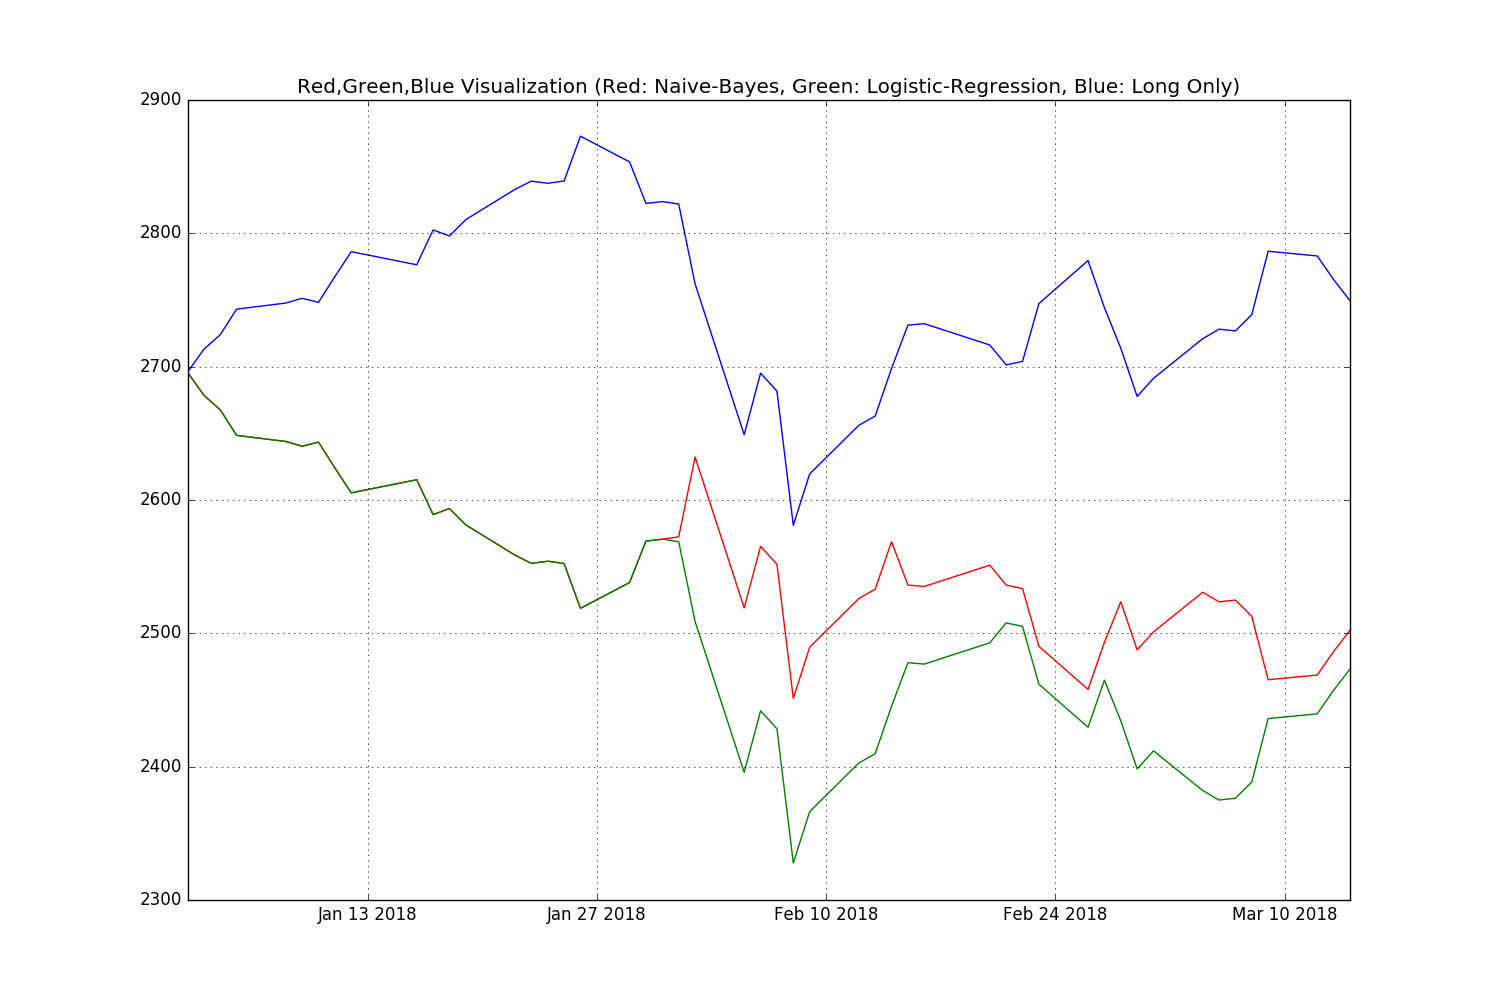 Red,Green,Blue Visualization (Red: Naive-Bayes, Green: Logistic-Regression, Blue: Long Only)
2900
2800
2700
2600
2500
2400
2300
Jan 13 2018
Jan 27 2018
Feb 10 2018
Feb 24 2018
Mar 10 2018